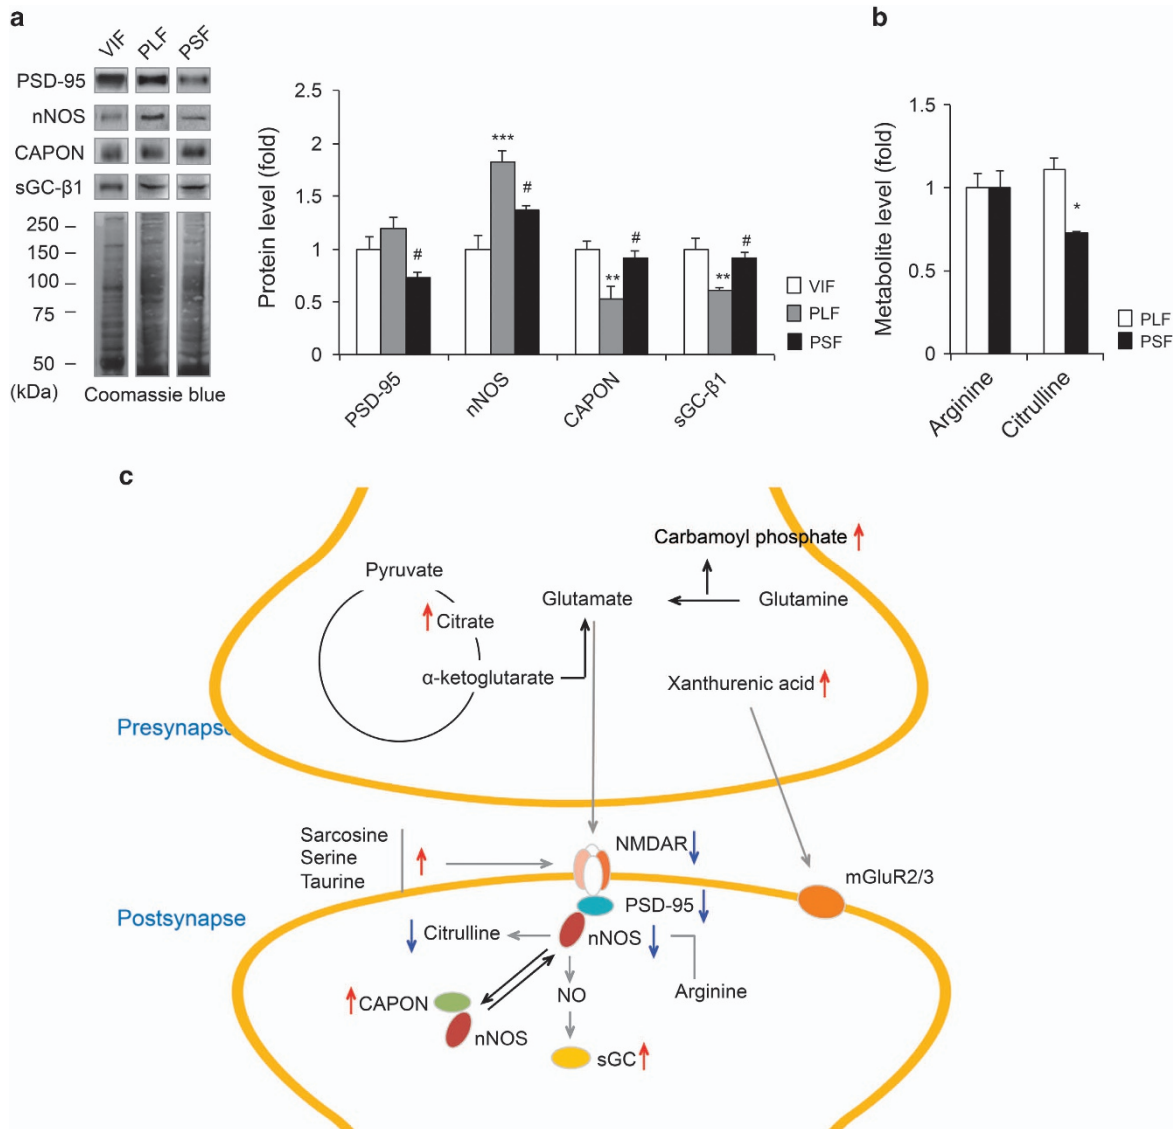 a
VIF PLF PSF
PSD-95
nNOS
CAPON
sGC-β1
250
150
100
75
50
(kDa)
Coomassie blue
Protein level (fold)
2.5
2
1.5
1
0.5
0
***
#
#
**
#
**
#
PSD-95 nNOS CAPON sGC-β1
VIF
PLF
PSF
b
Metabolite level (fold)
1.5
1
0.5
0
*
Arginine Citrulline
PLF
PSF
c
Carbamoyl phosphate
Pyruvate
Glutamate
Glutamine
Citrate
α-ketoglutarate
Xanthurenic acid
Presynapse
Sarcosine
Serine
Taurine
NMDAR
mGluR2/3
Postsynapse
PSD-95
Citrulline
nNOS
Arginine
NO
CAPON
nNOS
sGC